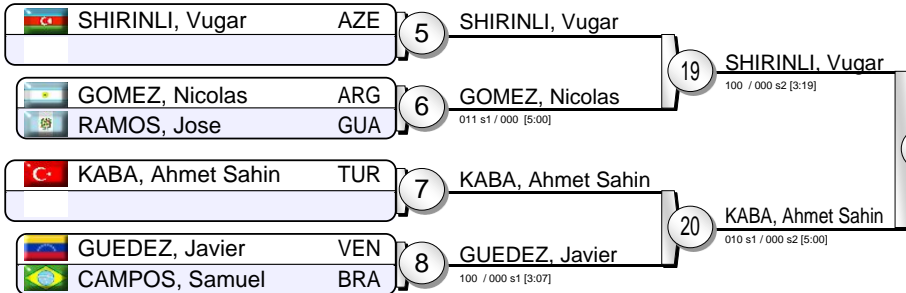 SHIRINLI, Vugar AZE
5
SHIRINLI, Vugar
GOMEZ, Nicolas ARG
RAMOS, Jose GUA
6
GOMEZ, Nicolas
011 s1 / 000 [5:00]
19
SHIRINLI, Vugar
100 / 000 s2 [3:19]
KABA, Ahmet Sahin TUR
7
KABA, Ahmet Sahin
GUEDEZ, Javier VEN
CAMPOS, Samuel BRA
8
GUEDEZ, Javier
100 / 000 s1 [3:07]
20
KABA, Ahmet Sahin
010 s1 / 000 s2 [5:00]